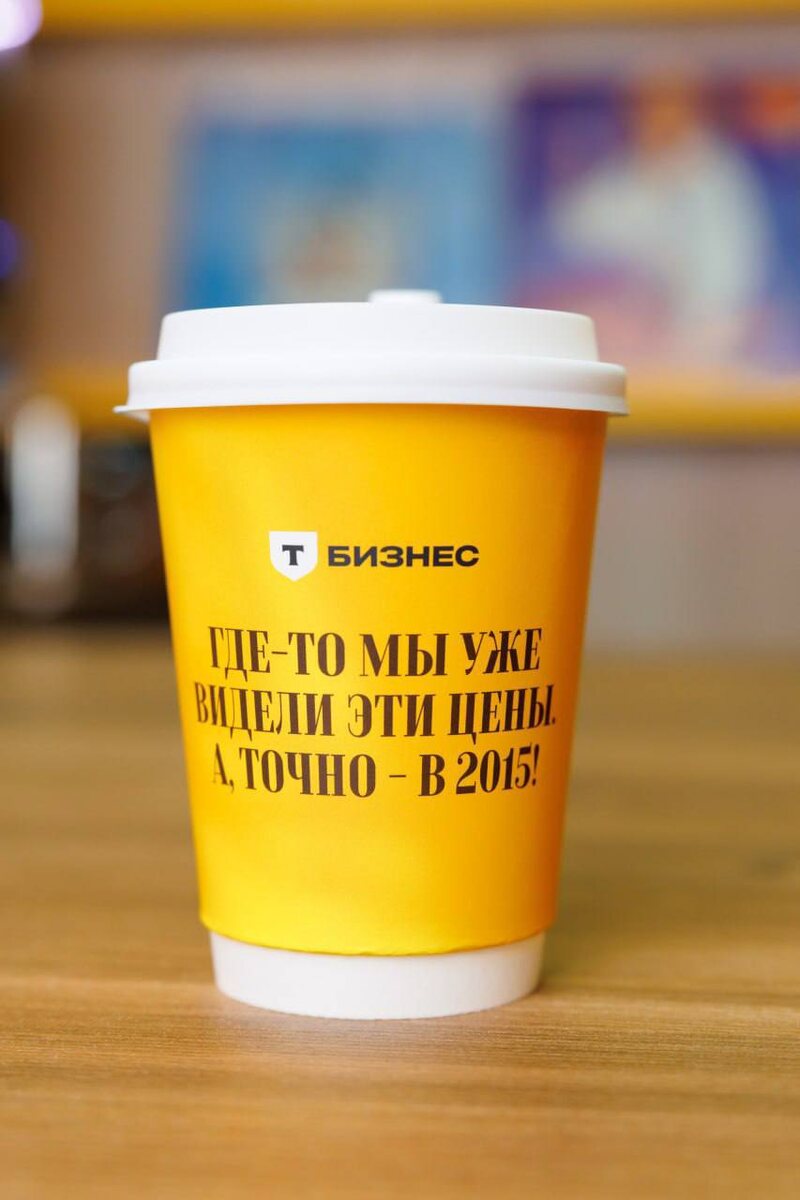 Т БИЗНЕС
ГДЕ-ТО МЫ УЖЕ
ВИДЕЛИ ЭТИ ЦЕНЫ.
А, ТОЧНО – В 2015!